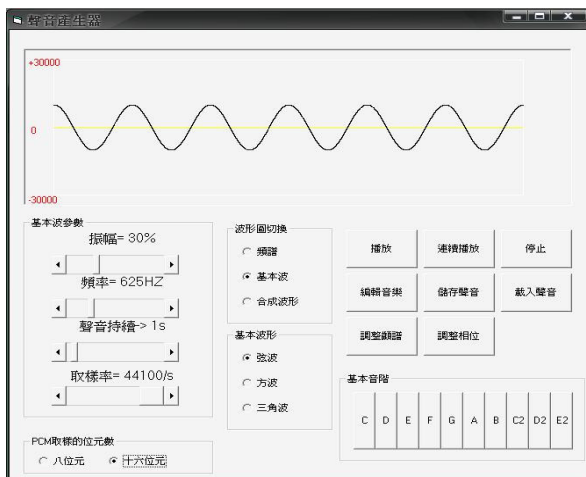 聲音產生器
+30000
0
-30000
基本波參數
振幅= 30%
頻率= 625HZ
聲音持續-> 1s
取樣率= 44100/s
PCM取樣的位元數
八位元
十六位元
波形圖切換
頻譜
基本波
合成波形
基本波形
弦波
方波
三角波
播放 連續播放 停止
編輯音樂 儲存聲音 載入聲音
調整顫譜 調整相位
基本音階
C D E F G A B C2 D2 E2